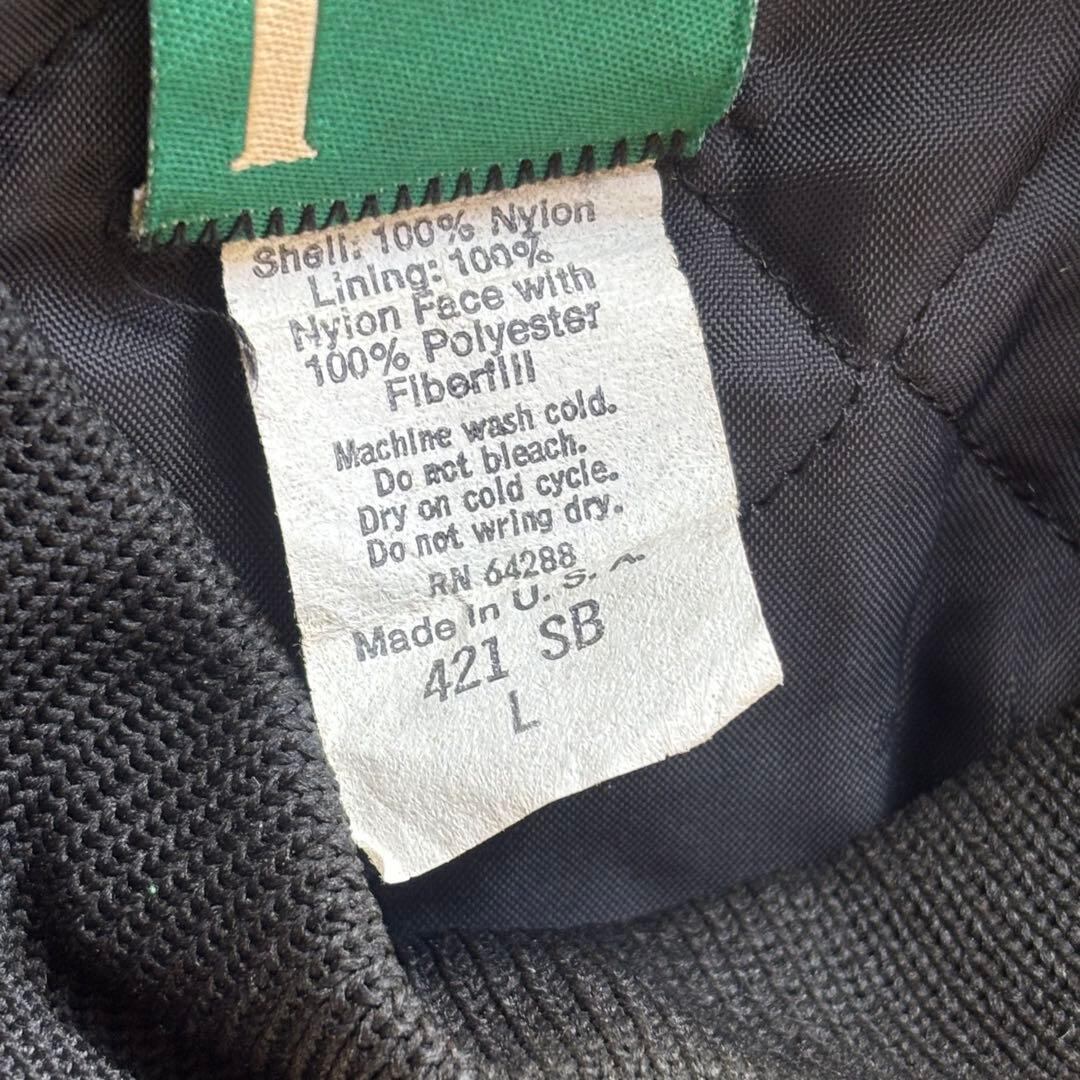 Shell: 100% Nylon
Lining: 100%
Nylon Face with
100% Polyester
Fiberfill
Machine wash cold.
Do not bleach.
Dry on cold cycle.
Do not wring dry.
RN 64288
Made in U. S.
421 SB
L